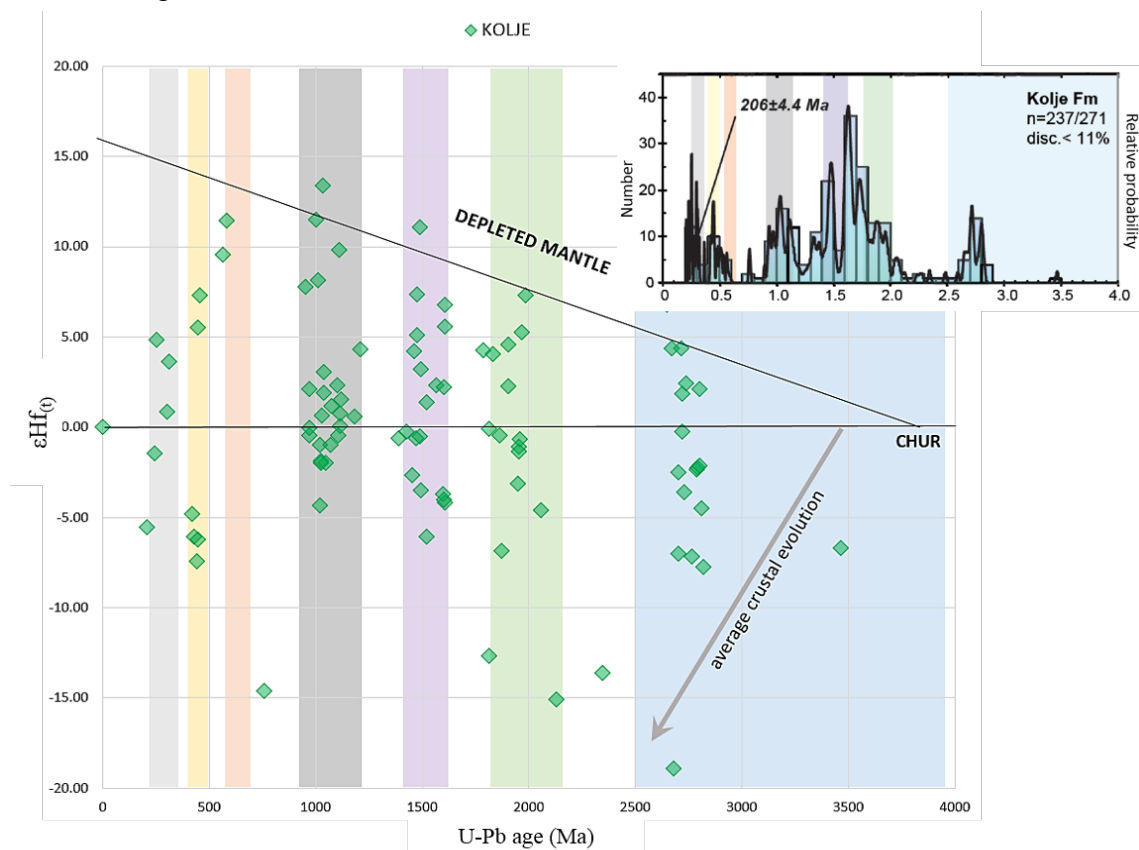 KOLJE
20.00
15.00
10.00
5.00
0.00
-5.00
-10.00
-15.00
-20.00
εHf(t)
0 500 1000 1500 2000 2500 3000 3500 4000
U-Pb age (Ma)
DEPLETED MANTLE
CHUR
average crustal evolution
40
30
20
10
0
Number
206±4.4 Ma
Kolje Fm
n=237/271
disc.< 11%
Relative probability
0.0 0.5 1.0 1.5 2.0 2.5 3.0 3.5 4.0